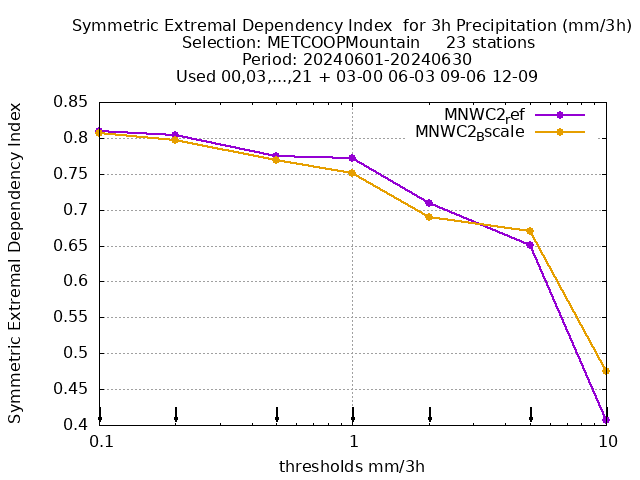 Symmetric Extremal Dependency Index  for 3h Precipitation (mm/3h)
Selection: METCOOPMountain     23 stations
Period: 20240601-20240630
Used 00,03,...,21 + 03-00 06-03 09-06 12-09
MNWC2_ref
MNWC2_Bscale
Symmetric Extremal Dependency Index
0.85
0.8
0.75
0.7
0.65
0.6
0.55
0.5
0.45
0.4
0.1
1
10
thresholds mm/3h